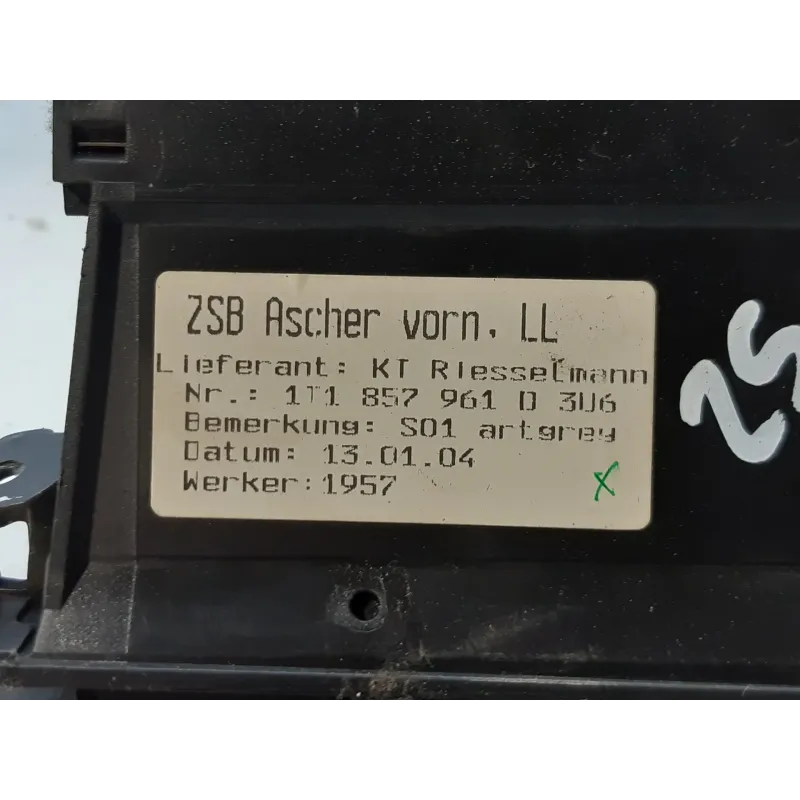 ZSB Ascher vorn. LL
Lieferant: KT Riesselmann
Nr.: 1T1 857 961 D 3U6
Bemerkung: S01 artgrey
Datum: 13.01.04
Werker:1957 x